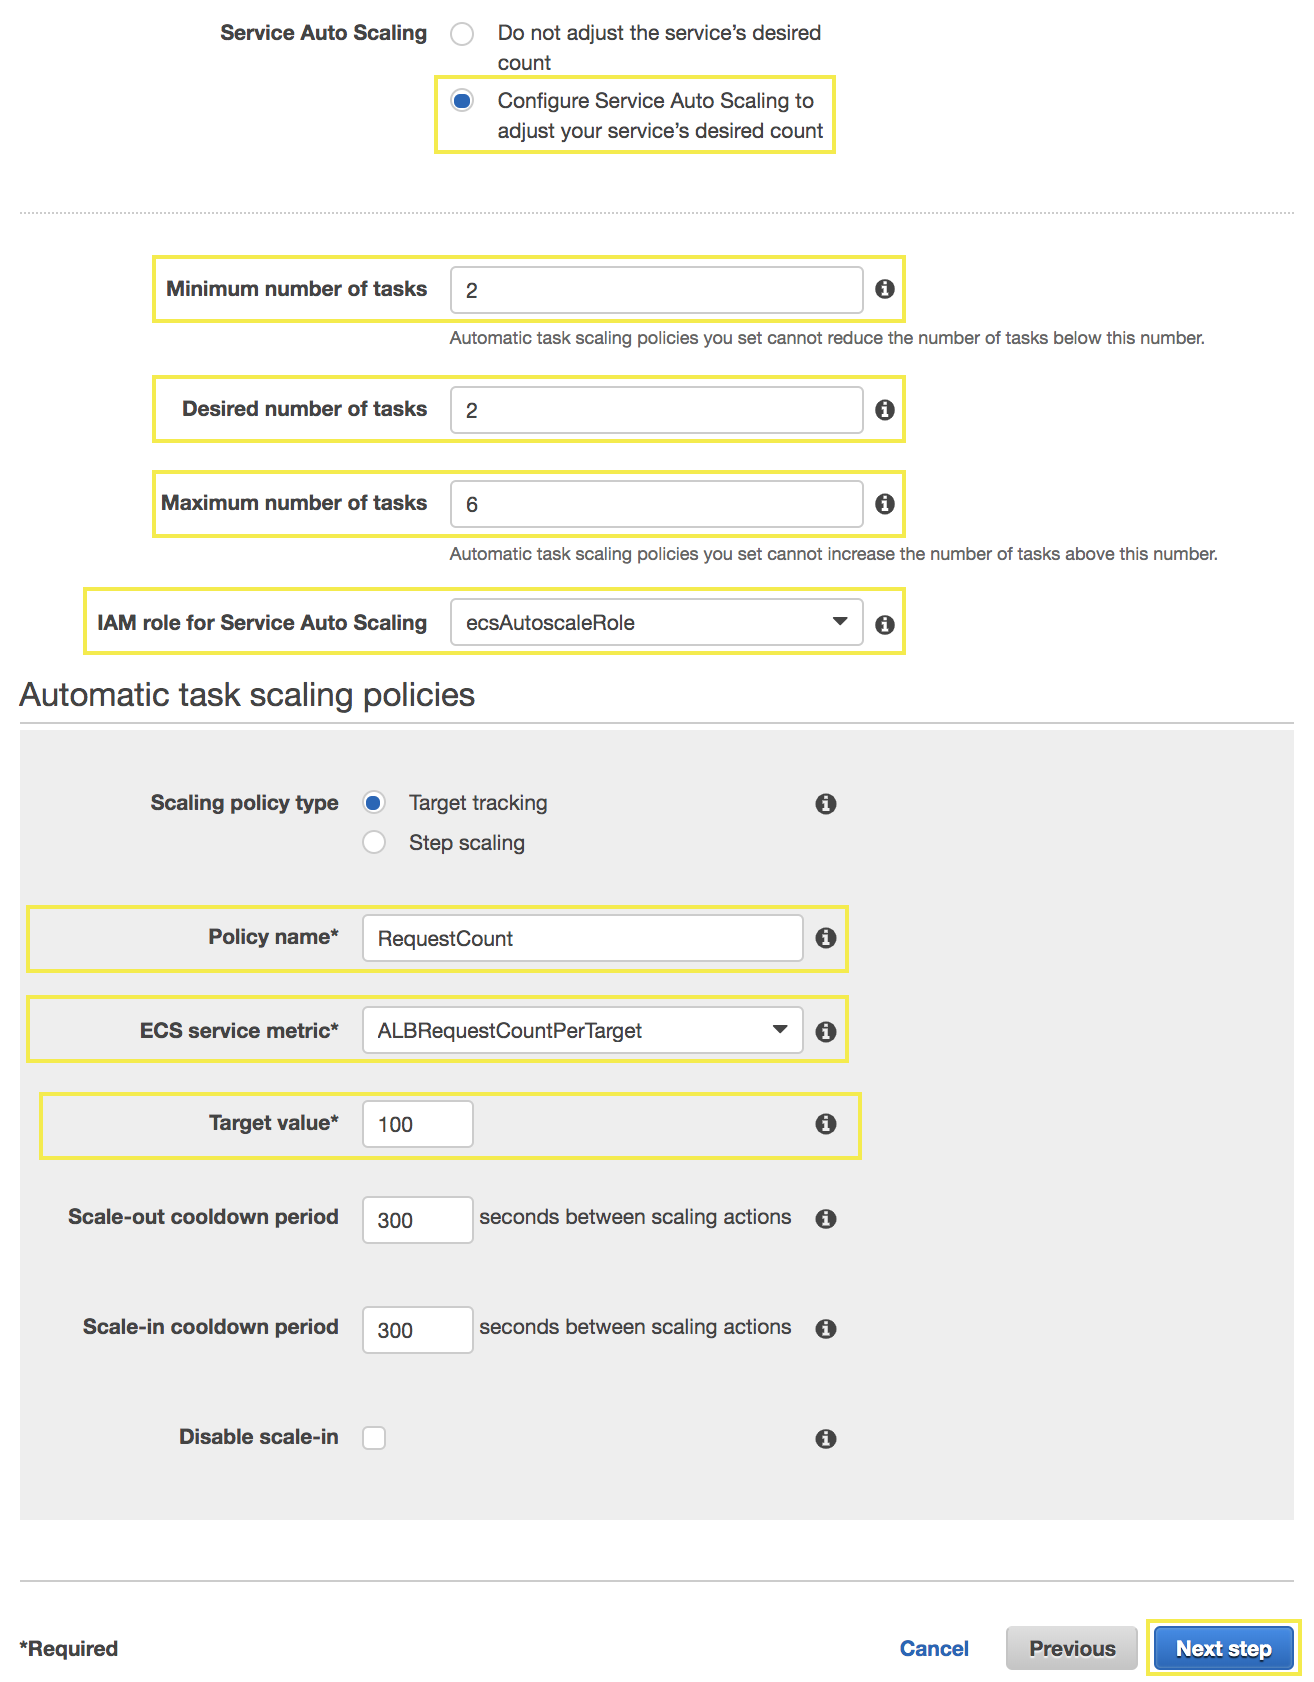 Service Auto Scaling
Do not adjust the service’s desired
count
Configure Service Auto Scaling to
adjust your service’s desired count
Minimum number of tasks 2
Automatic task scaling policies you set cannot reduce the number of tasks below this number.
Desired number of tasks 2
Maximum number of tasks 6
Automatic task scaling policies you set cannot increase the number of tasks above this number.
IAM role for Service Auto Scaling ecsAutoscaleRole
Automatic task scaling policies
Scaling policy type Target tracking
Step scaling
Policy name* RequestCount
ECS service metric* ALBRequestCountPerTarget
Target value* 100
Scale-out cooldown period 300 seconds between scaling actions
Scale-in cooldown period 300 seconds between scaling actions
Disable scale-in
*Required Cancel Previous Next step